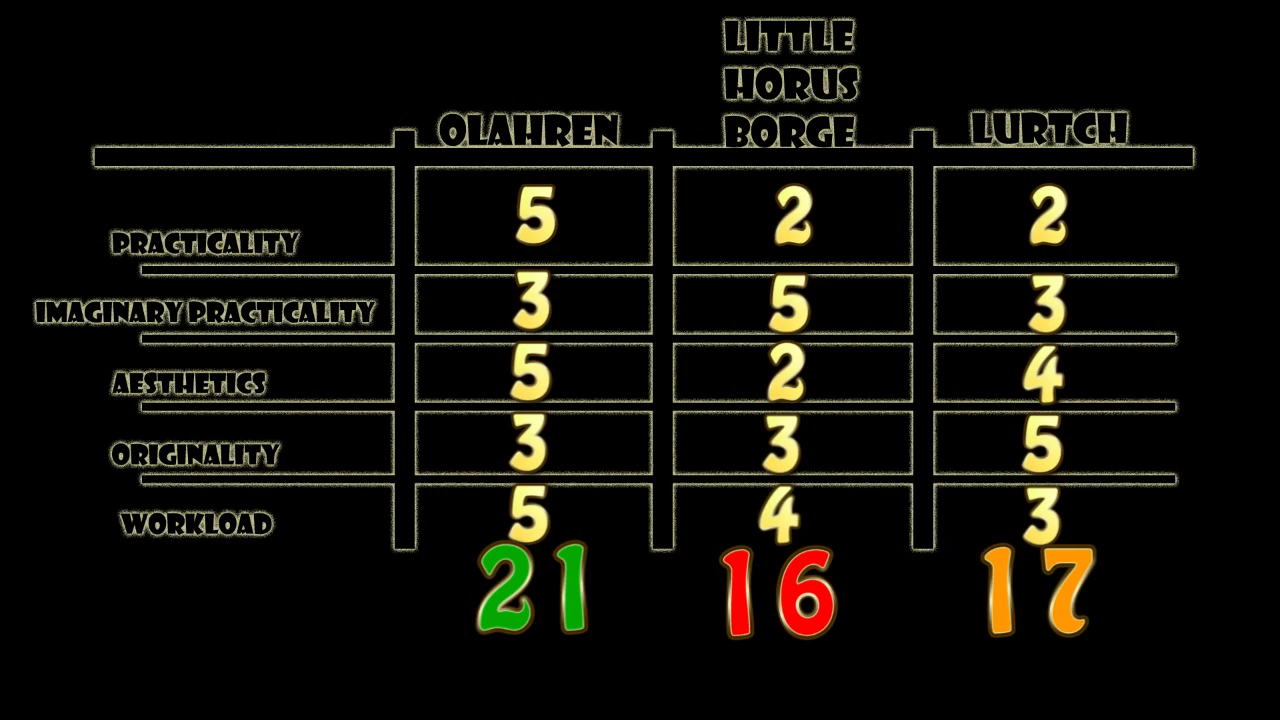 LITTLE
HORUS
OLAHREN BORGE LURTCH
PRACTICALITY 5 2 2
IMAGINARY PRACTICALITY 3 5 3
AESTHETICS 5 2 4
ORIGINALITY 3 3 5
WORKLOAD 5 4 3
21 16 17